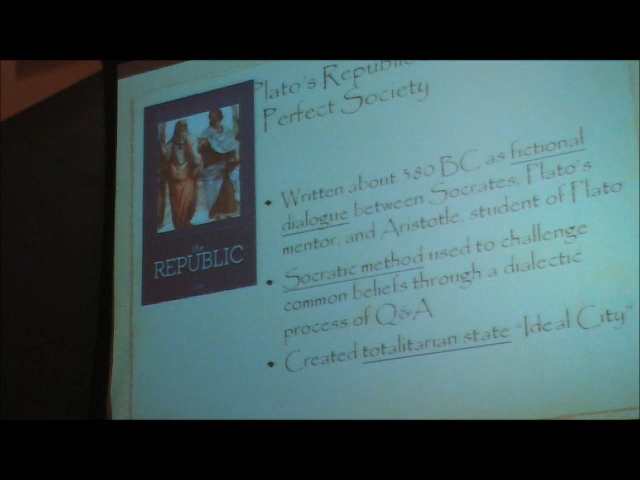 Plato's Republic
Perfect Society
the
REPUBLIC
• Written about 380 BC as fictional
dialogue between Socrates, Plato's
mentor, and Aristotle, student of Plato
• Socratic method used to challenge
common beliefs through a dialectic
process of Q&A
• Created totalitarian state "Ideal City"